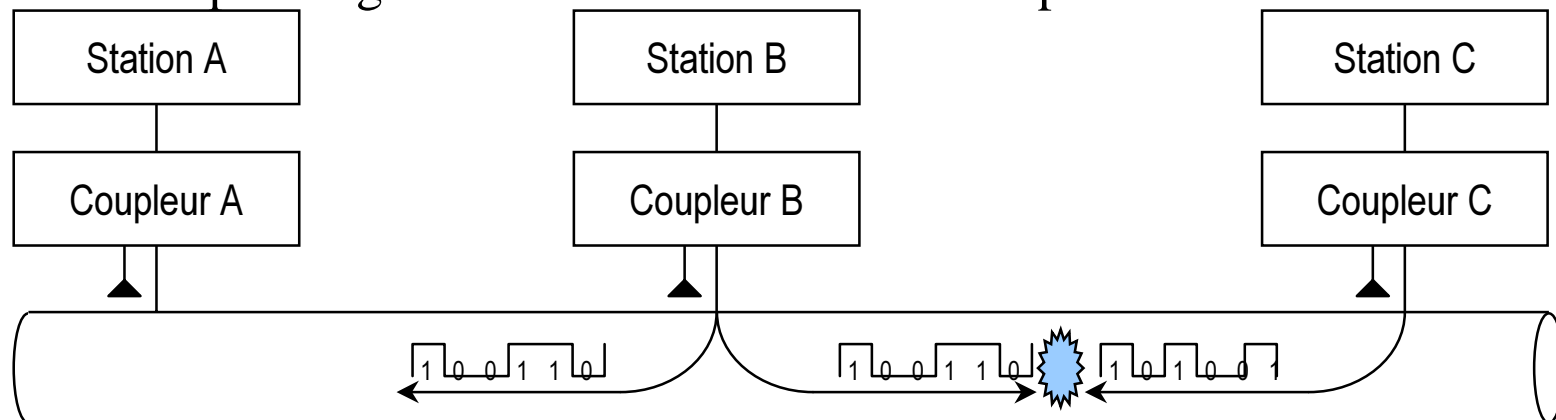 Station A Station B Station C
Coupleur A Coupleur B Coupleur C
1 0 0 1 1 0 1 0 0 1 1 0 1 0 1 0 0 1